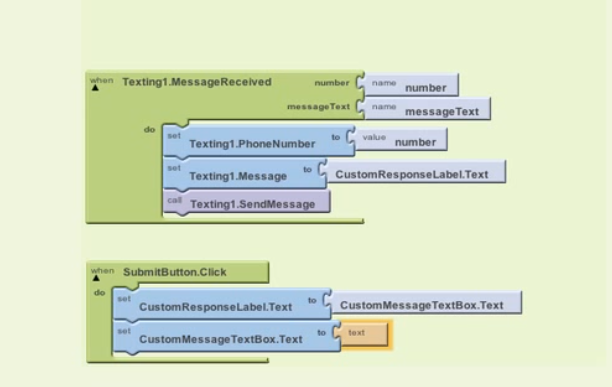 when Texting1.MessageReceived number name number
messageText name messageText
do set Texting1.PhoneNumber to value number
set Texting1.Message to CustomResponseLabel.Text
call Texting1.SendMessage
when SubmitButton.Click
do set CustomResponseLabel.Text to CustomMessageTextBox.Text
set CustomMessageTextBox.Text to text